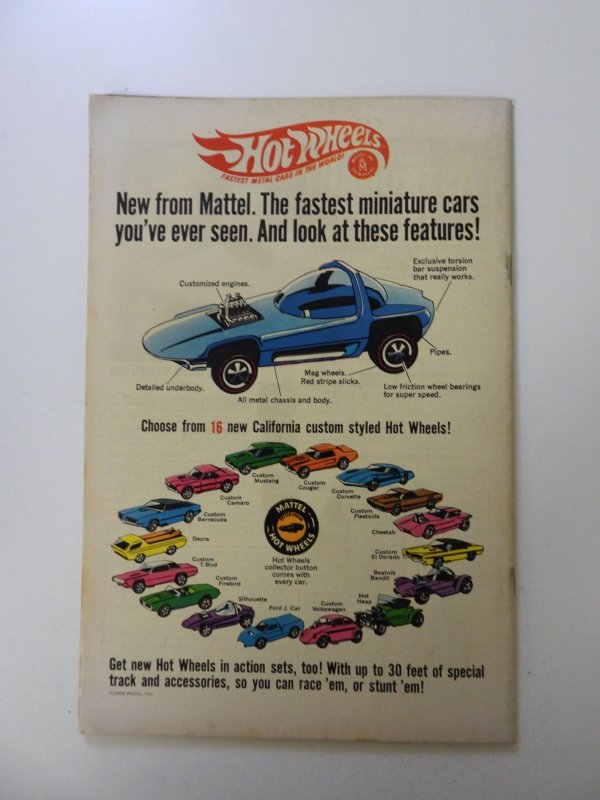 Hot Wheels
FASTEST METAL CARS IN THE WORLD!
New from Mattel. The fastest miniature cars
you've ever seen. And look at these features!
Exclusive torsion
bar suspension
that really works.
Customized engines.
Pipes.
Mag wheels.
Red stripe slicks.
Detailed underbody.
Low friction wheel bearings
for super speed.
All metal chassis and body.
Choose from 16 new California custom styled Hot Wheels!
Custom
Mustang
Custom
Cougar
Custom
Camaro
Custom
Corvette
Custom
Barracuda
Custom
Fleetside
Deora
Cheetah
Custom
T-Bird
Custom
El Dorado
Custom
Firebird
Beatnik
Bandit
Silhouette
Ford J. Car
Custom
Volkswagen
Hot
Heap
MATTEL
HOT WHEELS
Hot Wheels
collector button
comes with
every car.
Get new Hot Wheels in action sets, too! With up to 30 feet of special
track and accessories, so you can race 'em, or stunt 'em!
©1968 Mattel, Inc.